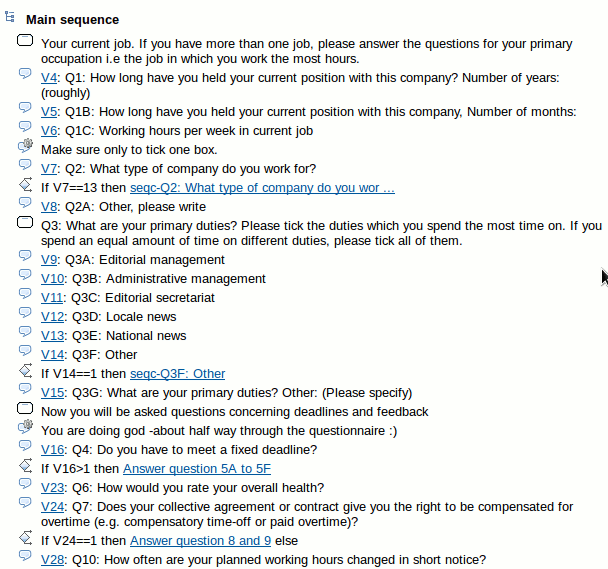 Main sequence
Your current job. If you have more than one job, please answer the questions for your primary
occupation i.e the job in which you work the most hours.
V4: Q1: How long have you held your current position with this company? Number of years:
(roughly)
V5: Q1B: How long have you held your current position with this company, Number of months:
V6: Q1C: Working hours per week in current job
Make sure only to tick one box.
V7: Q2: What type of company do you work for?
If V7==13 then seqc-Q2: What type of company do you wor ...
V8: Q2A: Other, please write
Q3: What are your primary duties? Please tick the duties which you spend the most time on. If you
spend an equal amount of time on different duties, please tick all of them.
V9: Q3A: Editorial management
V10: Q3B: Administrative management
V11: Q3C: Editorial secretariat
V12: Q3D: Locale news
V13: Q3E: National news
V14: Q3F: Other
If V14==1 then seqc-Q3F: Other
V15: Q3G: What are your primary duties? Other: (Please specify)
Now you will be asked questions concerning deadlines and feedback
You are doing god -about half way through the questionnaire :)
V16: Q4: Do you have to meet a fixed deadline?
If V16>1 then Answer question 5A to 5F
V23: Q6: How would you rate your overall health?
V24: Q7: Does your collective agreement or contract give you the right to be compensated for
overtime (e.g. compensatory time-off or paid overtime)?
If V24==1 then Answer question 8 and 9 else
V28: Q10: How often are your planned working hours changed in short notice?